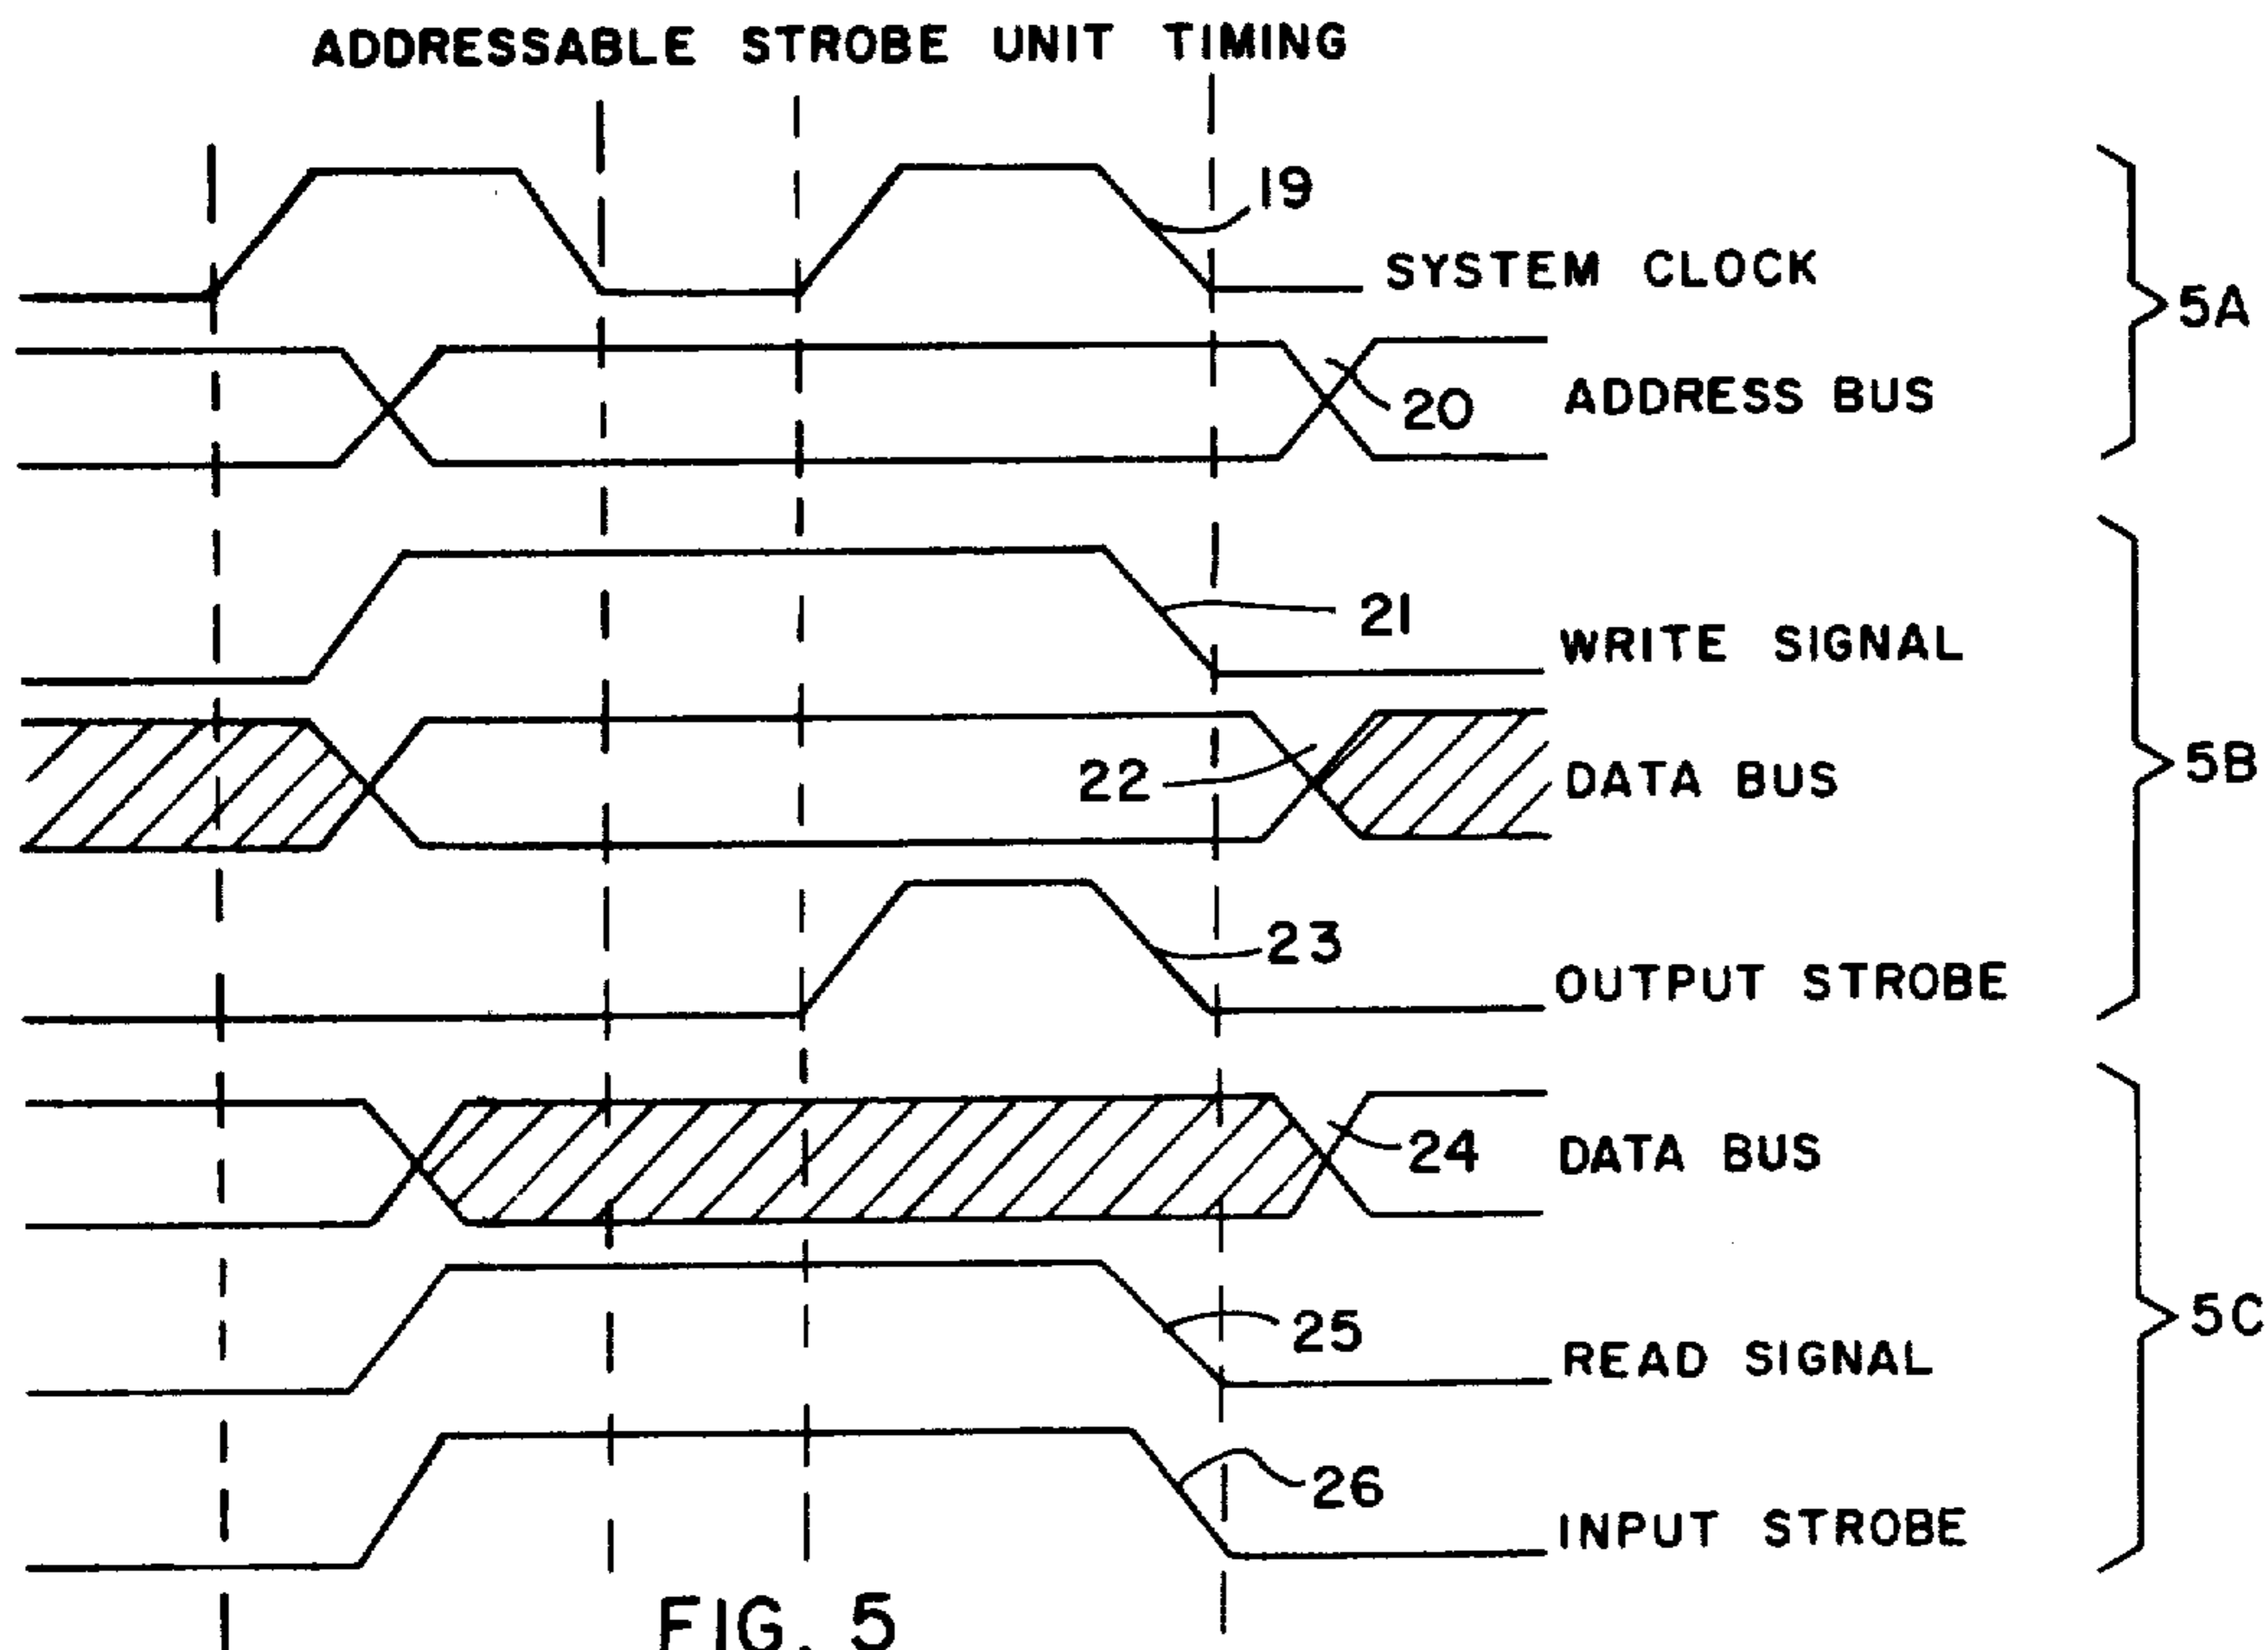 ADDRESSABLE STROBE UNIT TIMING
19
SYSTEM CLOCK
5A
20
ADDRESS BUS
21
WRITE SIGNAL
22
DATA BUS
5B
23
OUTPUT STROBE
24
DATA BUS
25
READ SIGNAL
5C
26
INPUT STROBE
FIG. 5